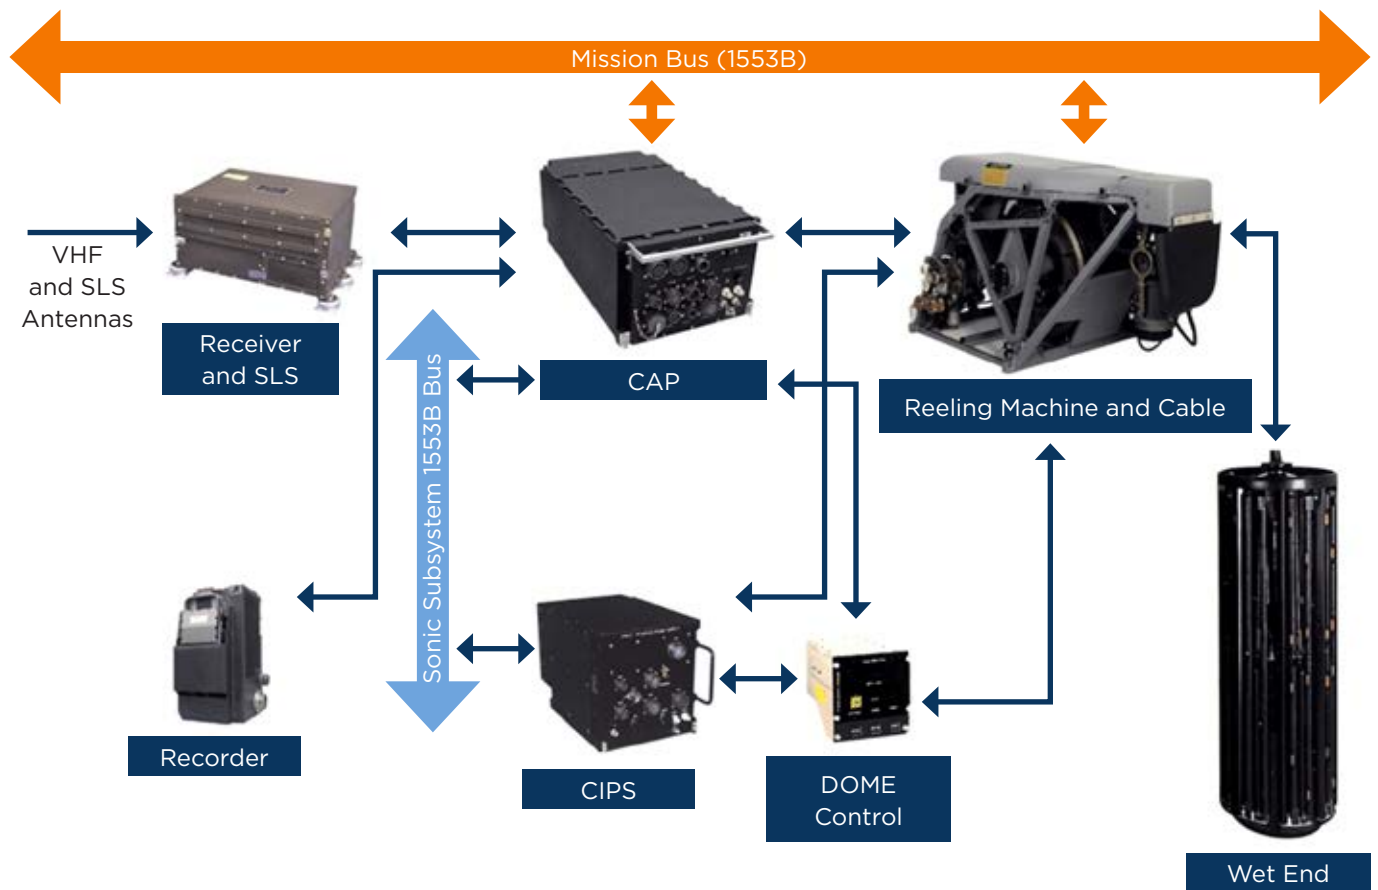 Mission Bus (1553B)
VHF
and SLS
Antennas
Receiver
and SLS
CAP
Reeling Machine and Cable
Sonic Subsystem 1553B Bus
Recorder
CIPS
DOME
Control
Wet End